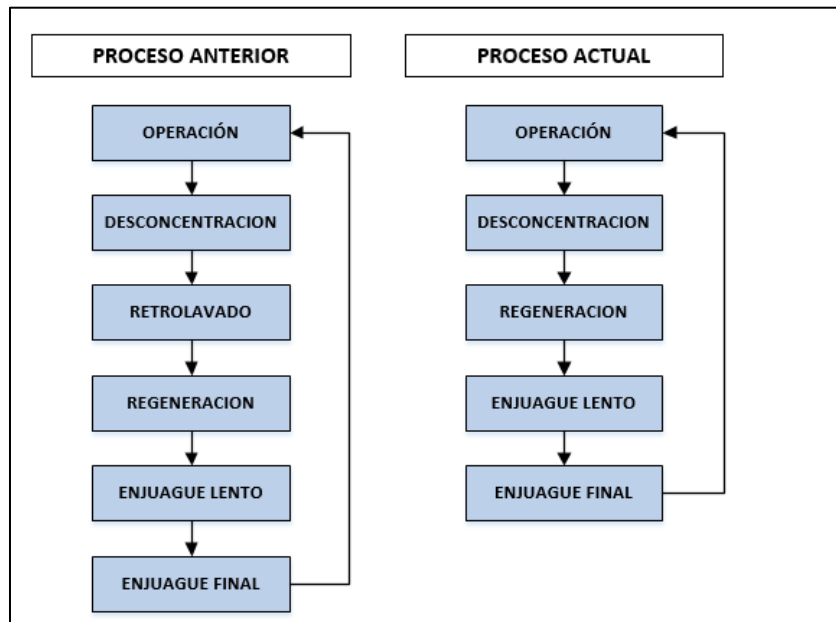 PROCESO ANTERIOR
OPERACIÓN
DESCONCENTRACION
RETROLAVADO
REGENERACION
ENJUAGUE LENTO
ENJUAGUE FINAL
PROCESO ACTUAL
OPERACIÓN
DESCONCENTRACION
REGENERACION
ENJUAGUE LENTO
ENJUAGUE FINAL